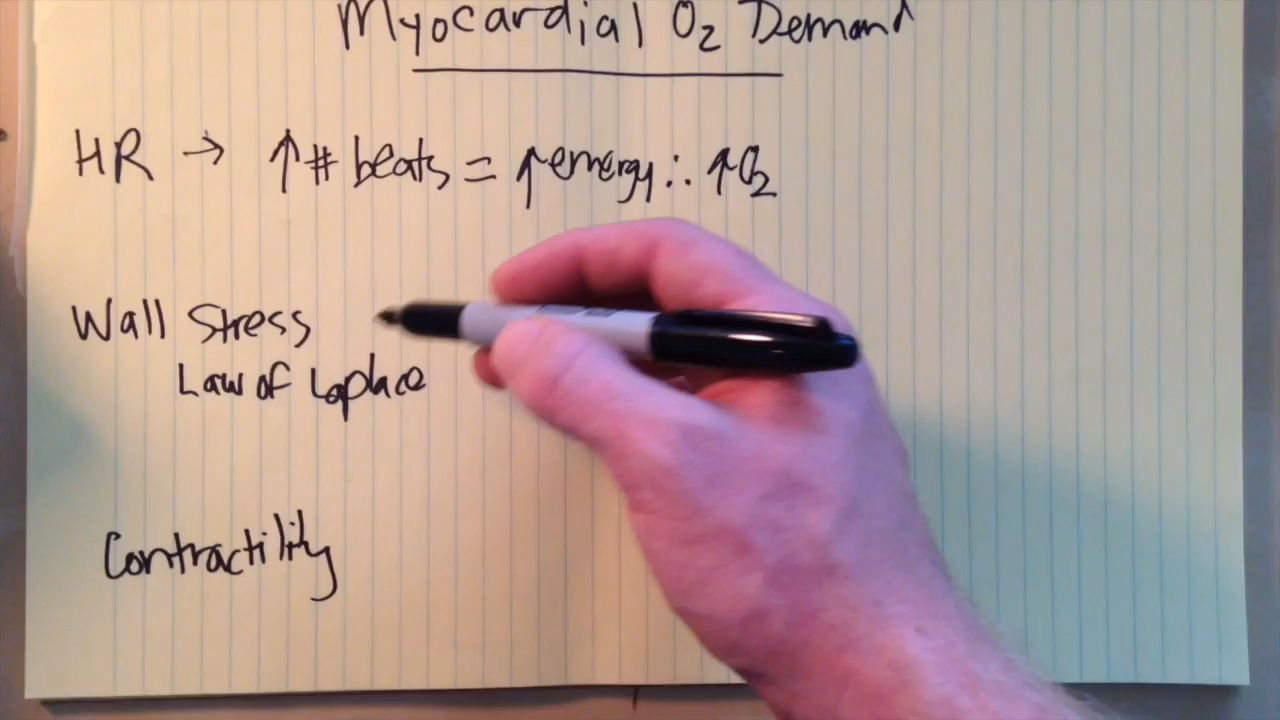 Myocardial O₂ Demand
HR → ↑ # beats = ↑ energy ∴ ↑ O₂
Wall Stress
Law of Laplace
Contractility